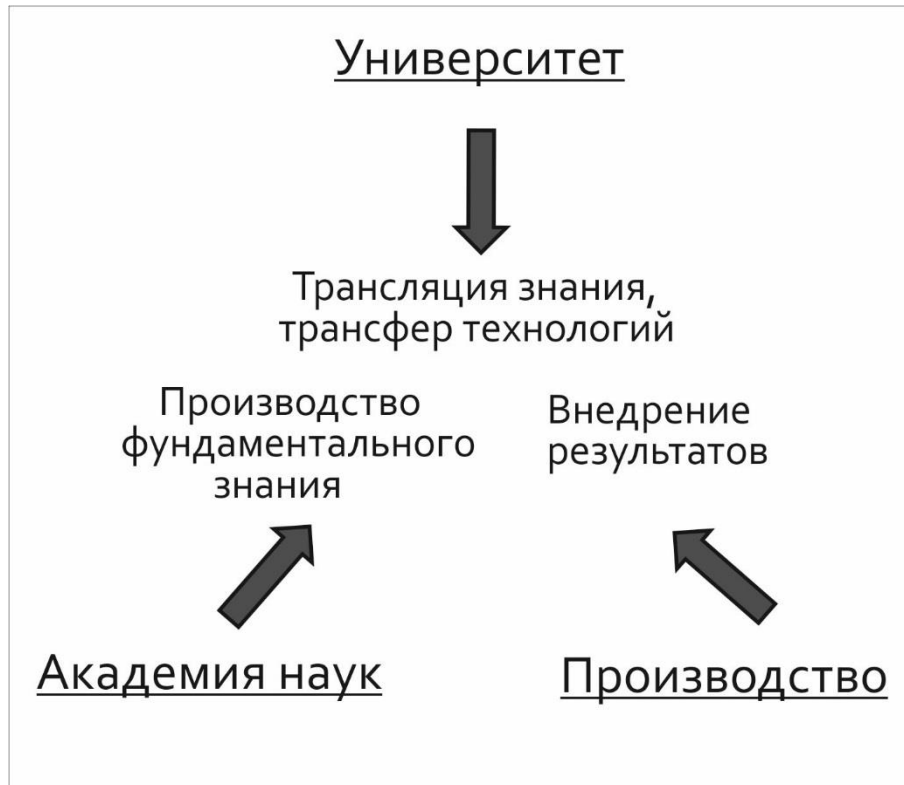 Университет
Трансляция знания,
трансфер технологий
Производство
фундаментального
знания
Внедрение
результатов
Академия наук
Производство